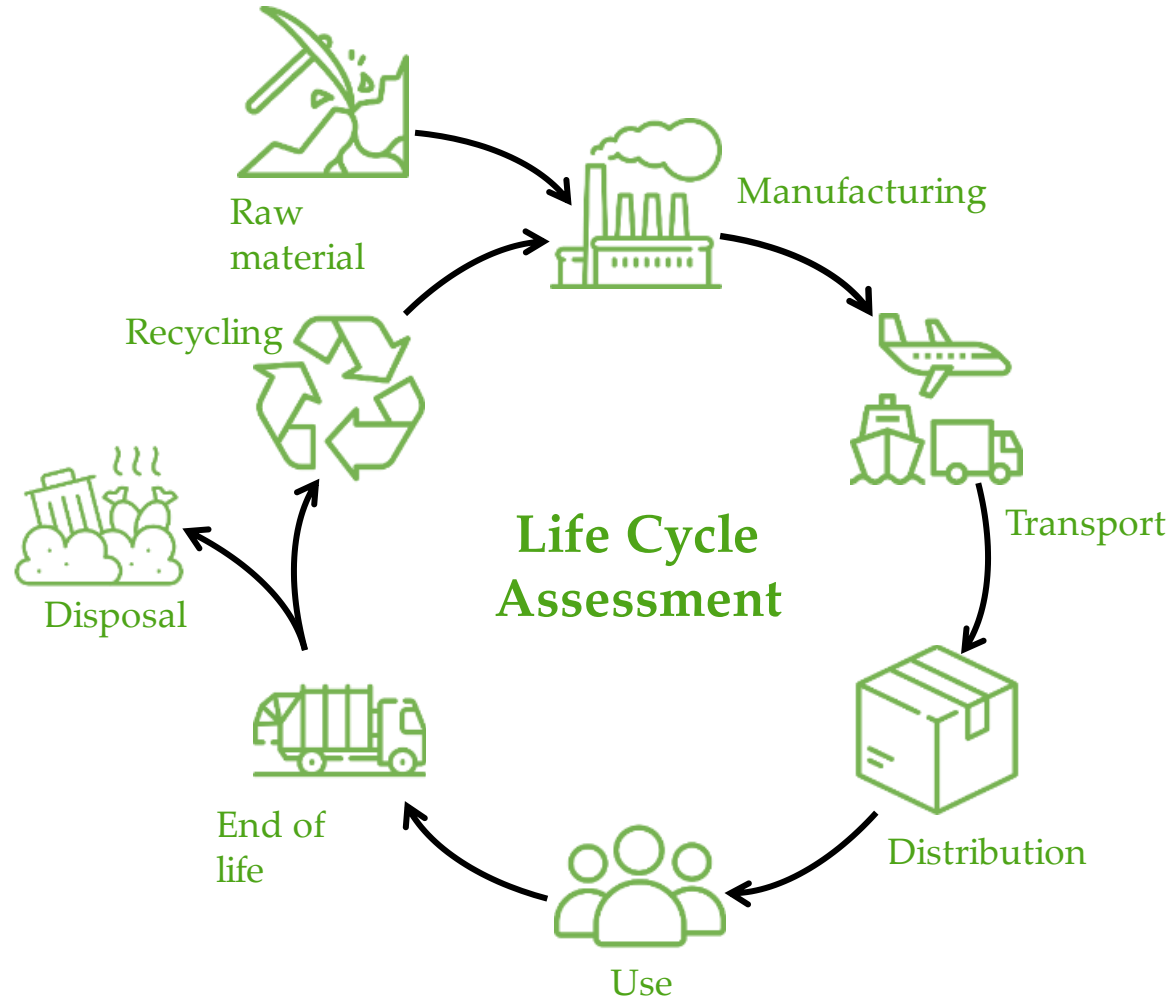 Raw
material
Manufacturing
Recycling
Transport
Life Cycle
Assessment
Disposal
Distribution
End of
life
Use